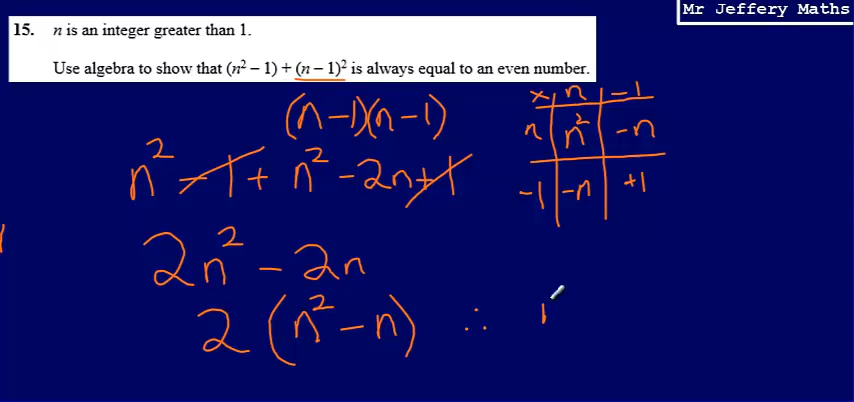 Mr Jeffery Maths
15. n is an integer greater than 1.
Use algebra to show that (n² – 1) + (n – 1)² is always equal to an even number.
(n-1)(n-1)
n² -1 + n² -2n+1
2n² - 2n
2(n² - n) ∴
× n -1
n n² -n
-1 -n +1